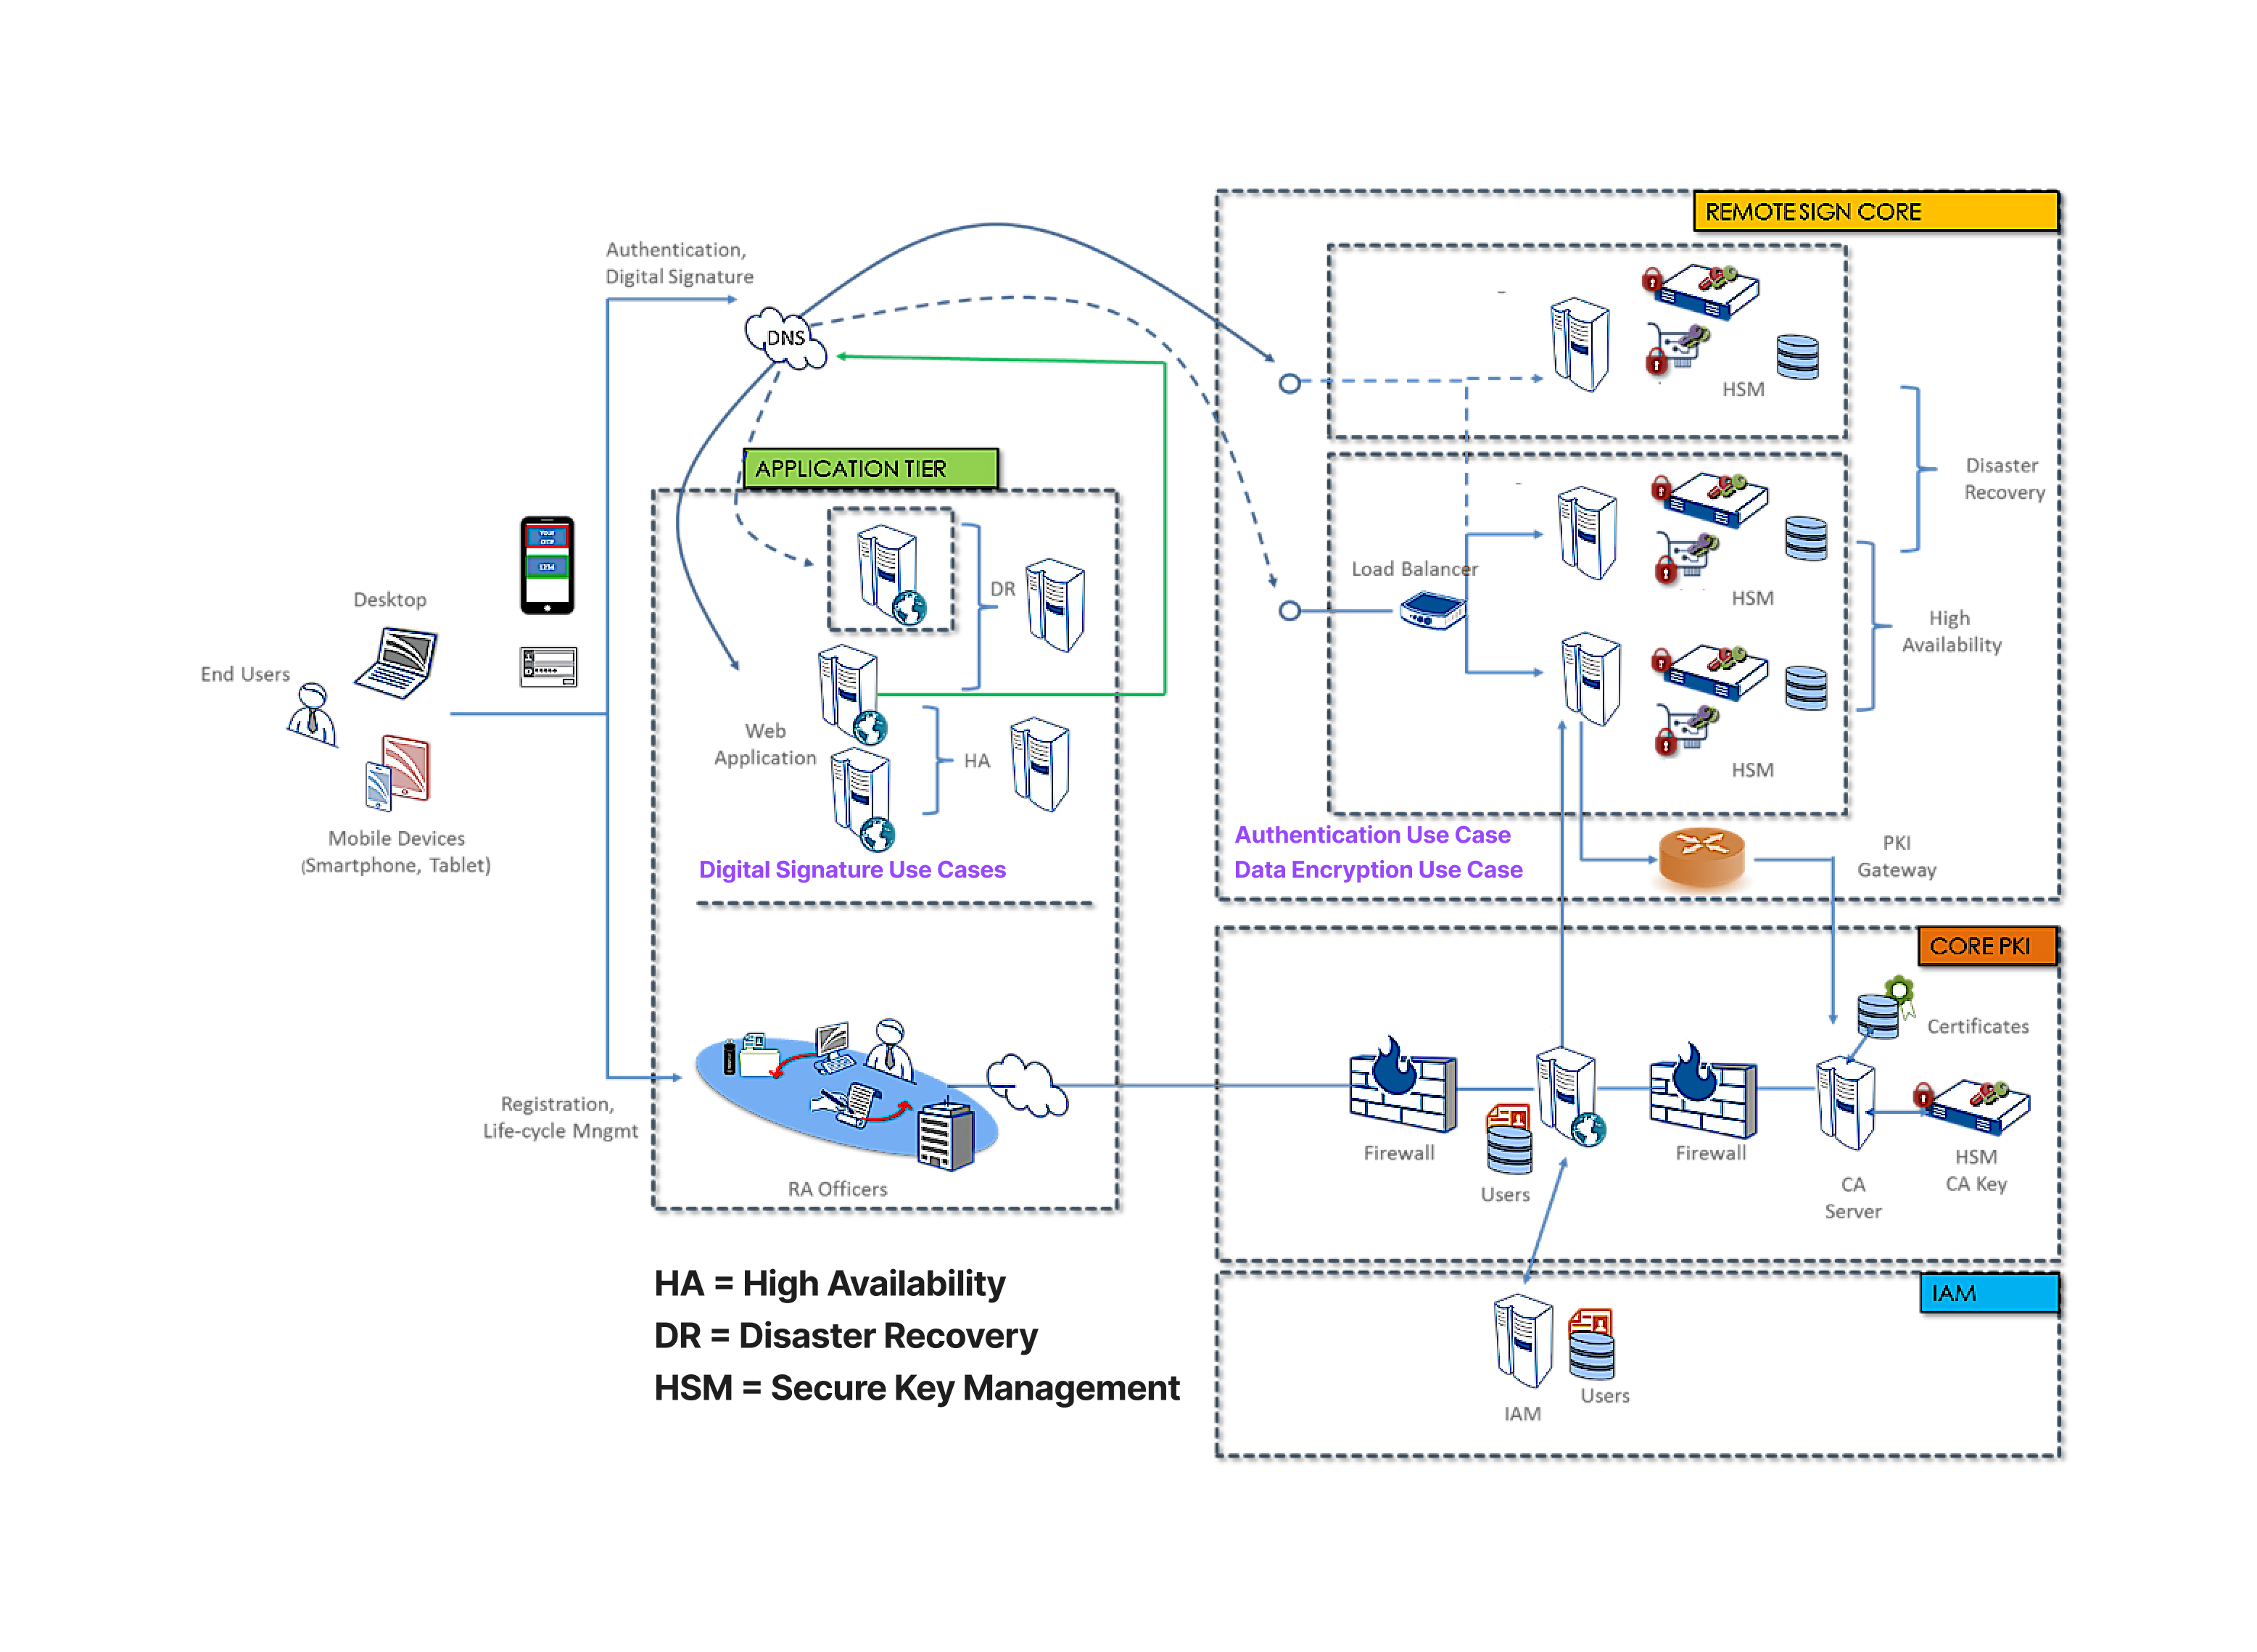 REMOTE SIGN CORE
Authentication,
Digital Signature
DNS
HSM
APPLICATION TIER
Disaster
Recovery
YOUR
OTP
1234
Desktop
DR
Load Balancer
HSM
High
Availability
End Users
Web
Application
HA
HSM
Mobile Devices
(Smartphone, Tablet)
Digital Signature Use Cases
Authentication Use Case
Data Encryption Use Case
PKI
Gateway
CORE PKI
Certificates
Registration,
Life-cycle Mngmt
RA Officers
Firewall
Users
Firewall
CA
Server
HSM
CA Key
HA = High Availability
DR = Disaster Recovery
HSM = Secure Key Management
IAM
Users
IAM